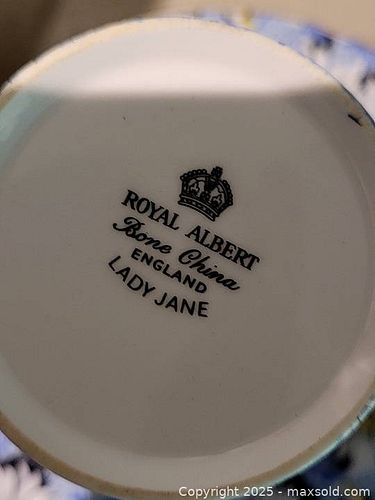 ROYAL ALBERT
Bone China
ENGLAND
LADY JANE
Copyright 2025 - maxsold.com